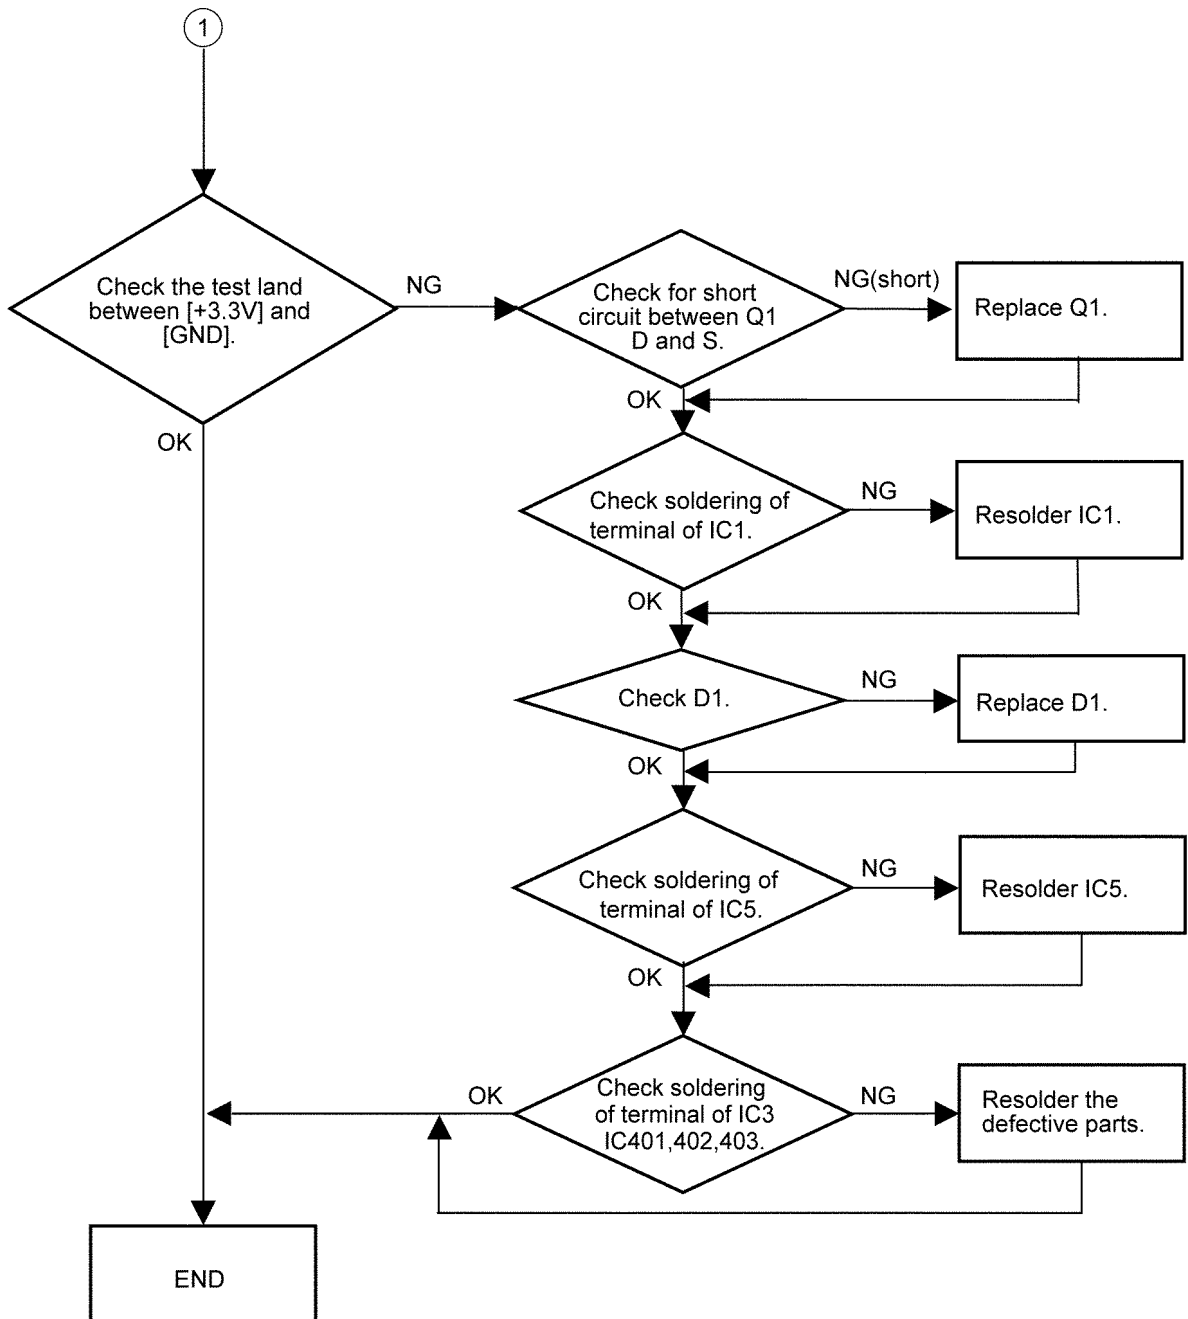 1
Check the test land
between [+3.3V] and
[GND].
NG
OK
Check for short
circuit between Q1
D and S.
NG(short)
Replace Q1.
OK
Check soldering of
terminal of IC1.
NG
Resolder IC1.
OK
Check D1.
NG
Replace D1.
OK
Check soldering of
terminal of IC5.
NG
Resolder IC5.
OK
Check soldering
of terminal of IC3
IC401,402,403.
NG
Resolder the
defective parts.
OK
END